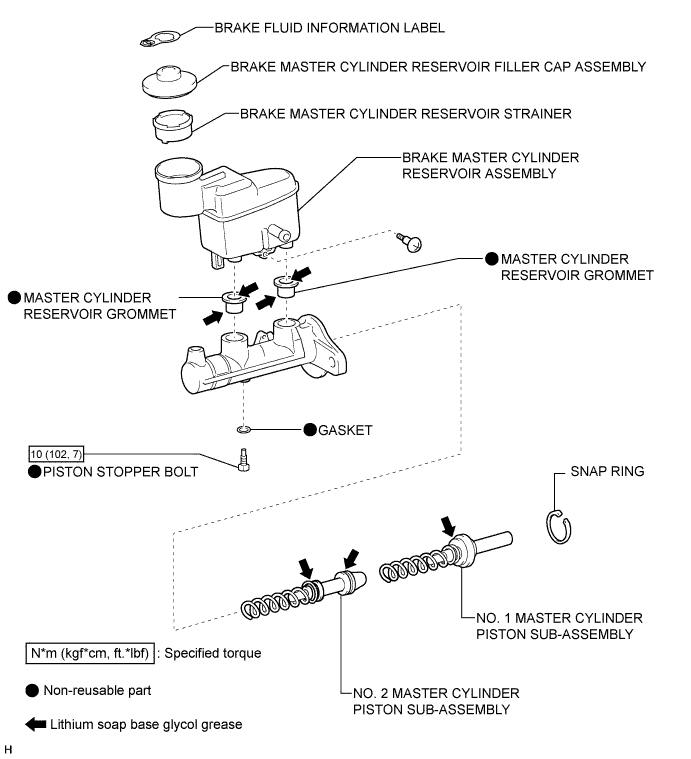 BRAKE FLUID INFORMATION LABEL
BRAKE MASTER CYLINDER RESERVOIR FILLER CAP ASSEMBLY
BRAKE MASTER CYLINDER RESERVOIR STRAINER
BRAKE MASTER CYLINDER
RESERVOIR ASSEMBLY
MASTER CYLINDER
RESERVOIR GROMMET
MASTER CYLINDER
RESERVOIR GROMMET
GASKET
10 (102, 7)
PISTON STOPPER BOLT
SNAP RING
NO. 1 MASTER CYLINDER
PISTON SUB-ASSEMBLY
NO. 2 MASTER CYLINDER
PISTON SUB-ASSEMBLY
N*m (kgf*cm, ft.*lbf) : Specified torque
Non-reusable part
Lithium soap base glycol grease
H